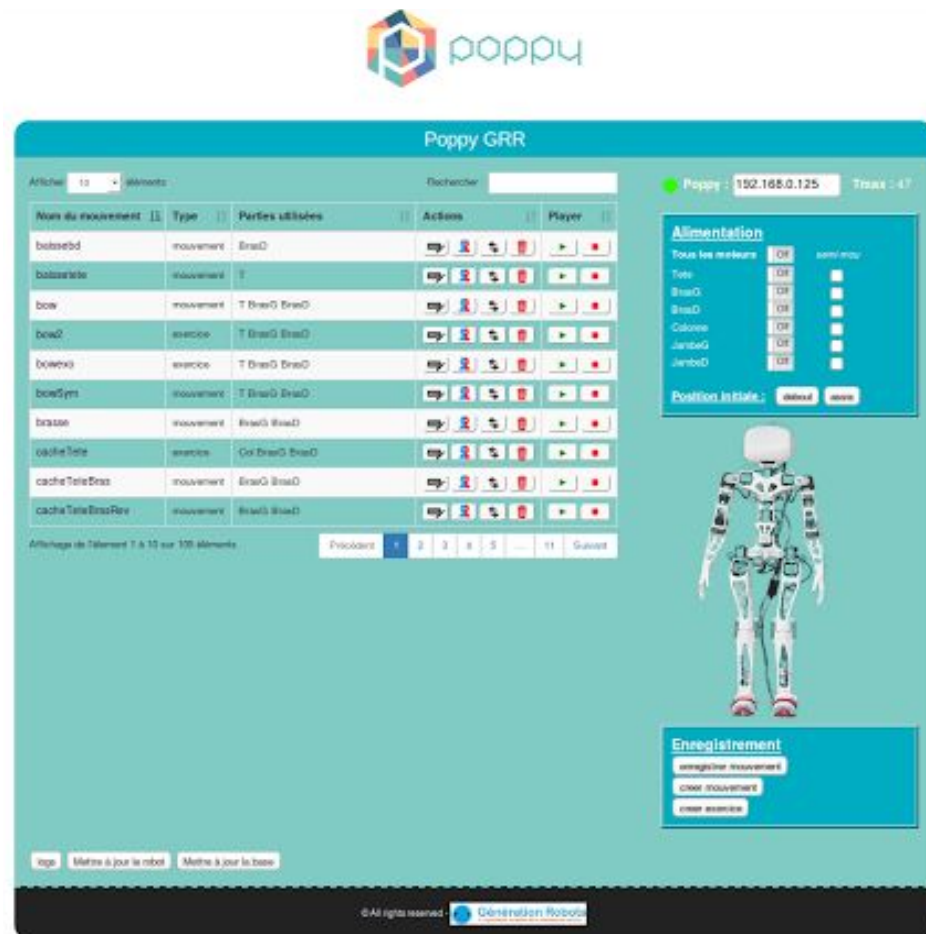 poppy
Poppy GRR
Afficher 10 éléments
Rechercher
Poppy : 192.168.0.125 Tmax : 47
Nom du mouvement Type Parties utilisées Actions Player
baissebd mouvement BrasD
baissetete mouvement T
bow mouvement T BrasG BrasD
bow2 exercice T BrasG BrasD
bowexo exercice T BrasG BrasD
bowSym mouvement T BrasG BrasD
brasse mouvement BrasG BrasD
cacheTete exercice Col BrasG BrasD
cacheTeteBras mouvement BrasG BrasD
cacheTeteBrasRev mouvement BrasG BrasD
Affichage de l'élement 1 à 10 sur 105 éléments
Précédent 1 2 3 4 5 ... 11 Suivant
Alimentation
Tous les moteurs Off semi mou
Tete Off
BrasG Off
BrasD Off
Colonne Off
JambeG Off
JambeD Off
Position Initiale : debout assis
Enregistrement
enregistrer mouvement
creer mouvement
creer exercice
logs Mettre à jour le robot Mettre à jour la base
© All rights reserved - Génération Robots